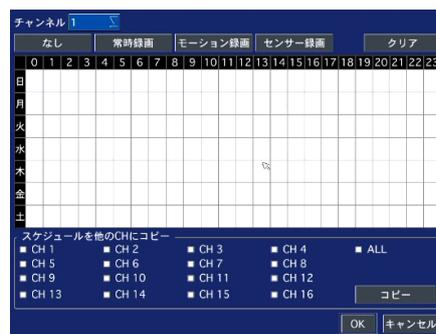 チャンネル 1
なし 常時録画 モーション録画 センサー録画 クリア
0 1 2 3 4 5 6 7 8 9 10 11 12 13 14 15 16 17 18 19 20 21 22 23
日
月
火
水
木
金
土
スケジュールを他のCHにコピー
CH 1 CH 2 CH 3 CH 4 ALL
CH 5 CH 6 CH 7 CH 8
CH 9 CH 10 CH 11 CH 12
CH 13 CH 14 CH 15 CH 16 コピー
OK キャンセル